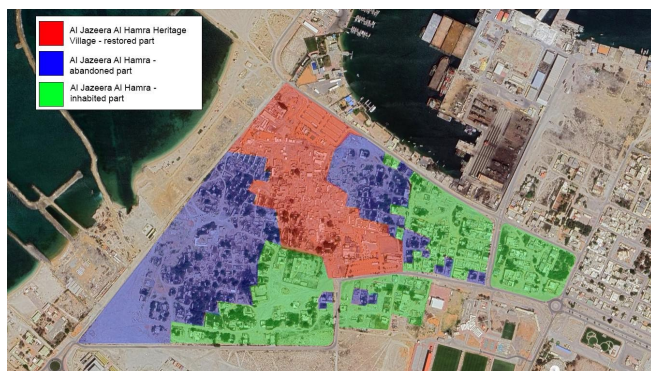 Al Jazeera Al Hamra Heritage
Village - restored part
Al Jazeera Al Hamra -
abandoned part
Al Jazeera Al Hamra -
inhabited part